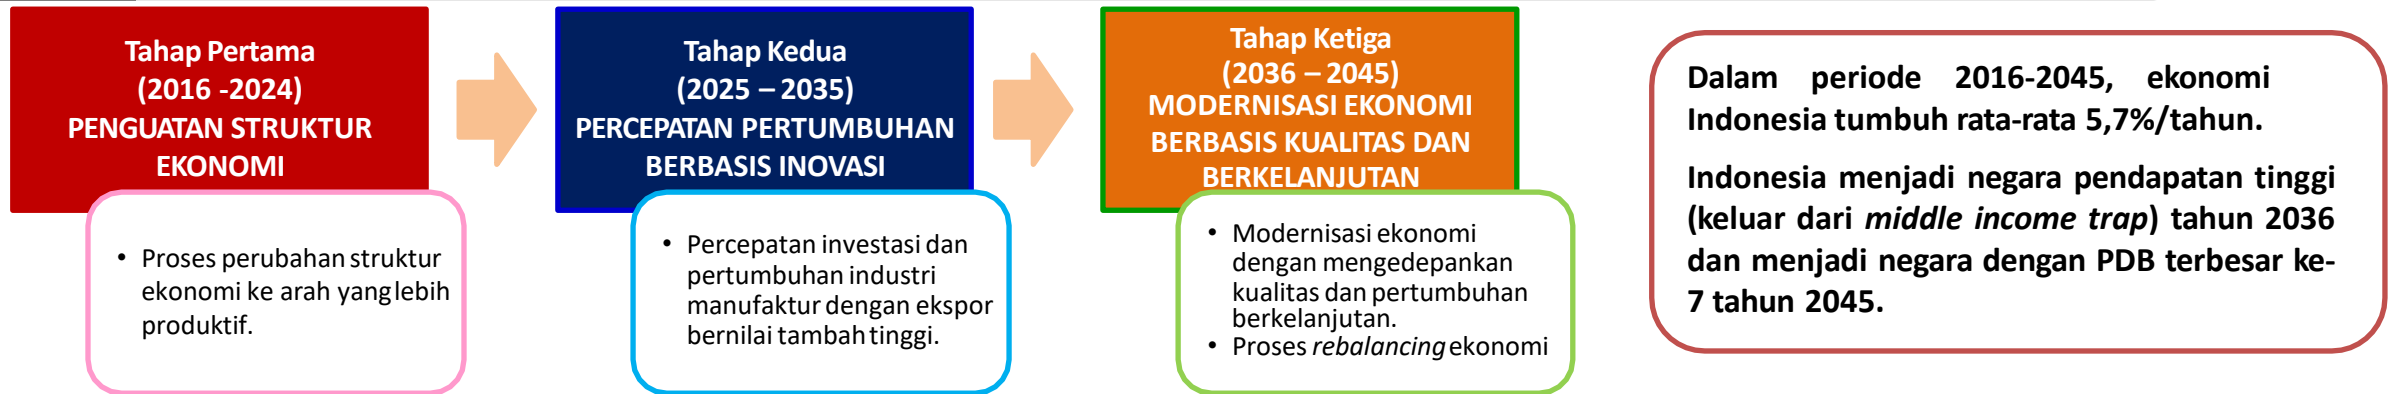 Tahap Pertama
(2016 -2024)
PENGUATAN STRUKTUR
EKONOMI
• Proses perubahan struktur
ekonomi ke arah yang lebih
produktif.
Tahap Kedua
(2025 – 2035)
PERCEPATAN PERTUMBUHAN
BERBASIS INOVASI
• Percepatan investasi dan
pertumbuhan industri
manufaktur dengan ekspor
bernilai tambah tinggi.
Tahap Ketiga
(2036 – 2045)
MODERNISASI EKONOMI
BERBASIS KUALITAS DAN
BERKELANJUTAN
• Modernisasi ekonomi
dengan mengedepankan
kualitas dan pertumbuhan
berkelanjutan.
• Proses rebalancing ekonomi
Dalam periode 2016-2045, ekonomi
Indonesia tumbuh rata-rata 5,7%/tahun.
Indonesia menjadi negara pendapatan tinggi
(keluar dari middle income trap) tahun 2036
dan menjadi negara dengan PDB terbesar ke-
7 tahun 2045.